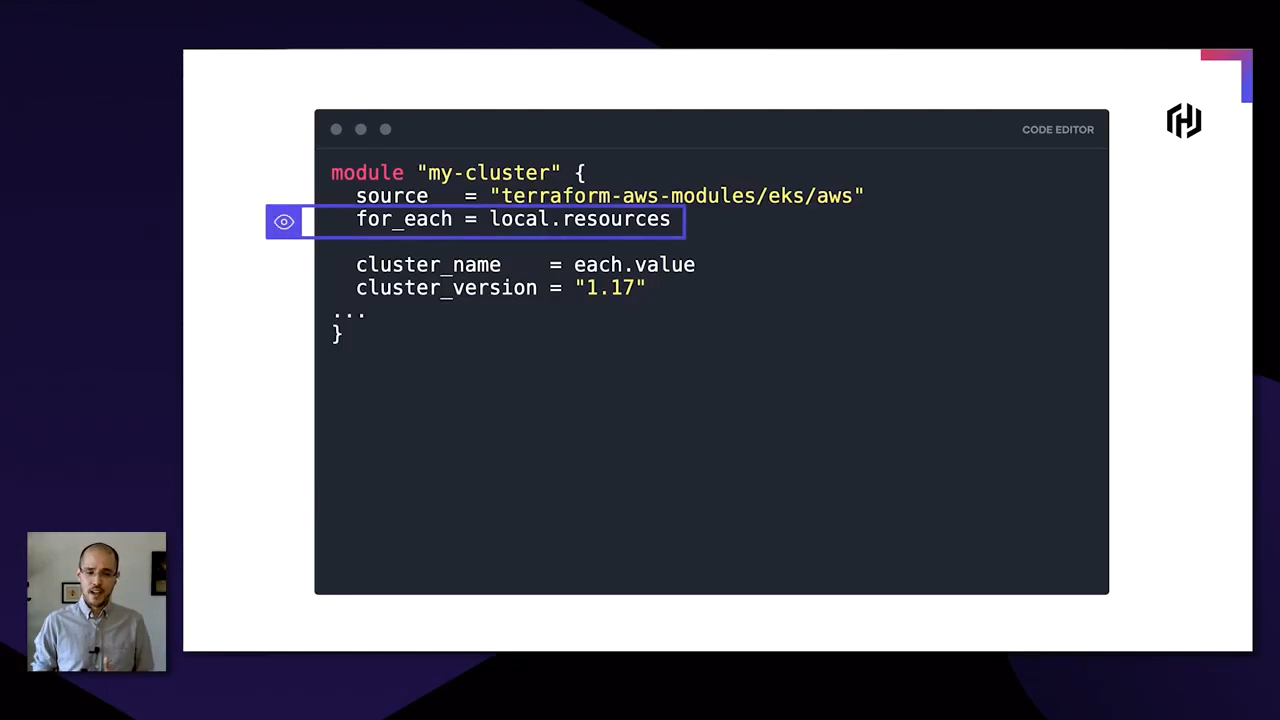 CODE EDITOR
module "my-cluster" {
  source   = "terraform-aws-modules/eks/aws"
  for_each = local.resources
  cluster_name    = each.value
  cluster_version = "1.17"
...
}